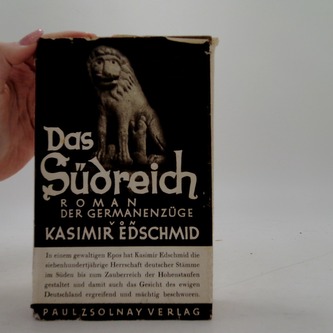 Das
Südreich
ROMAN
DER GERMANENZÜGE
VON
KASIMIR EDSCHMID
In einem gewaltigen Epos hat Kasimir Edschmid die
siebenhundertjährige Herrschaft deutscher Stämme
im Süden bis zum Zauberreich der Hohenstaufen
gestaltet und damit auch das Gesicht des ewigen
Deutschland ergreifend und mächtig beschworen.
PAUL ZSOLNAY VERLAG